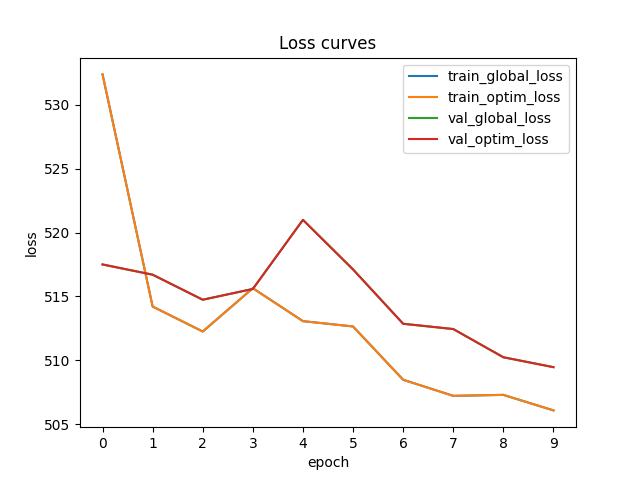 Loss curves
train_global_loss
train_optim_loss
val_global_loss
val_optim_loss
530
525
520
515
510
505
loss
0 1 2 3 4 5 6 7 8 9
epoch